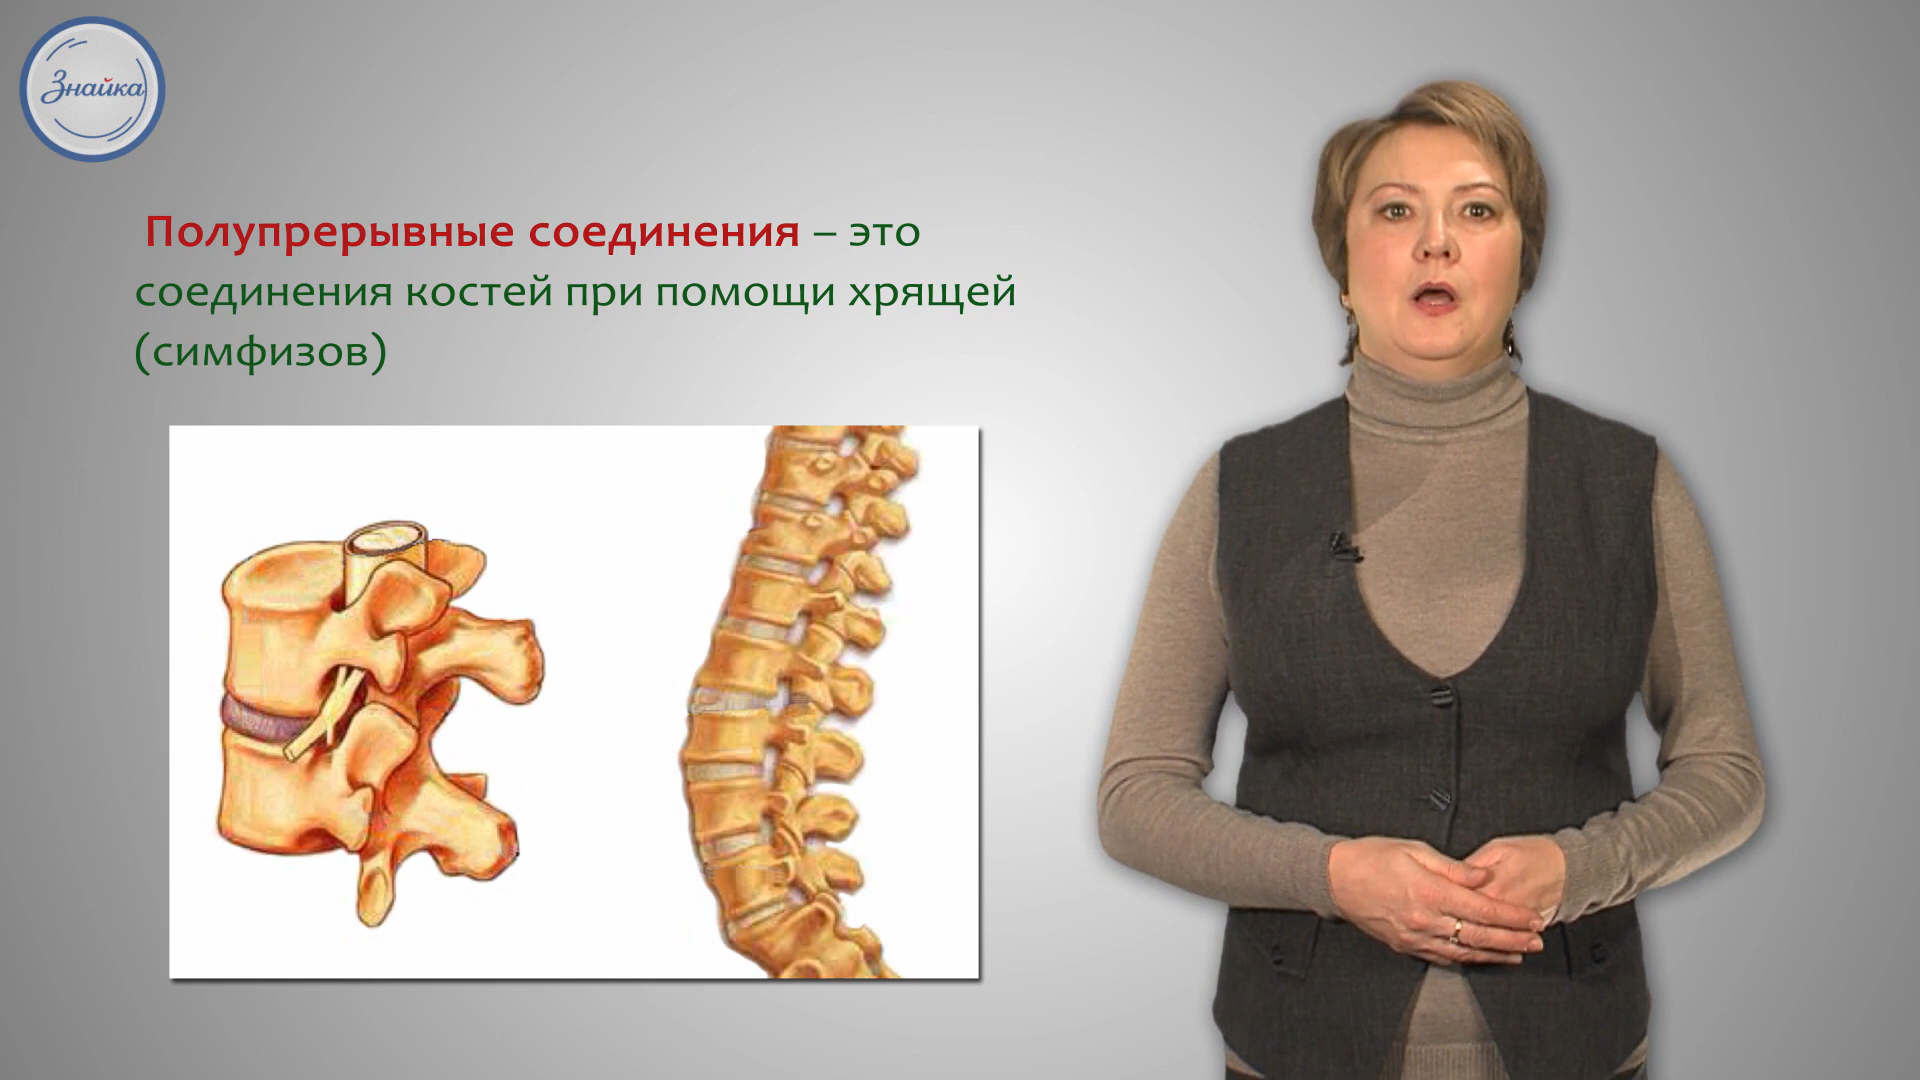 Знайка
Полупрерывные соединения – это
соединения костей при помощи хрящей
(симфизов)